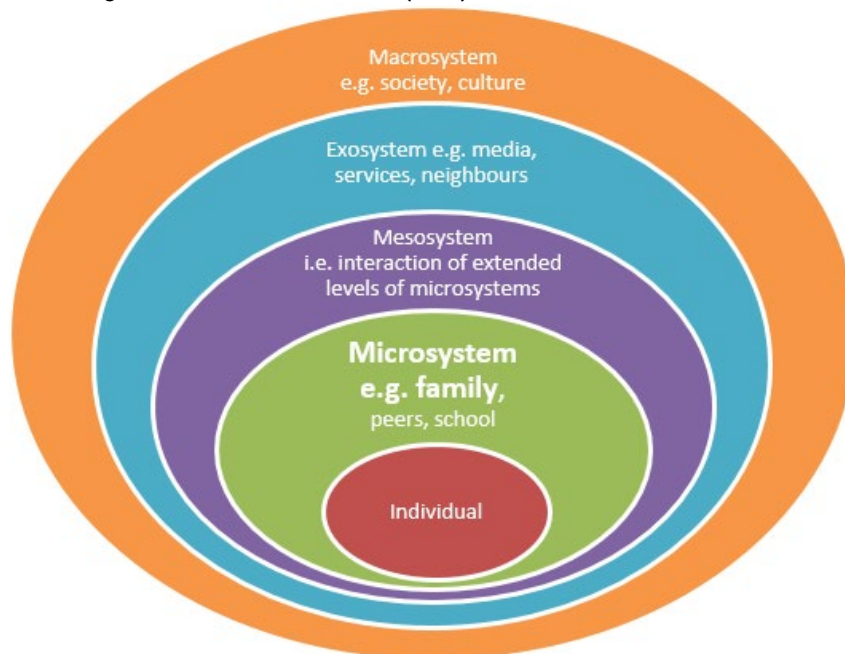 Macrosystem
e.g. society, culture
Exosystem e.g. media,
services, neighbours
Mesosystem
i.e. interaction of extended
levels of microsystems
Microsystem
e.g. family,
peers, school
Individual